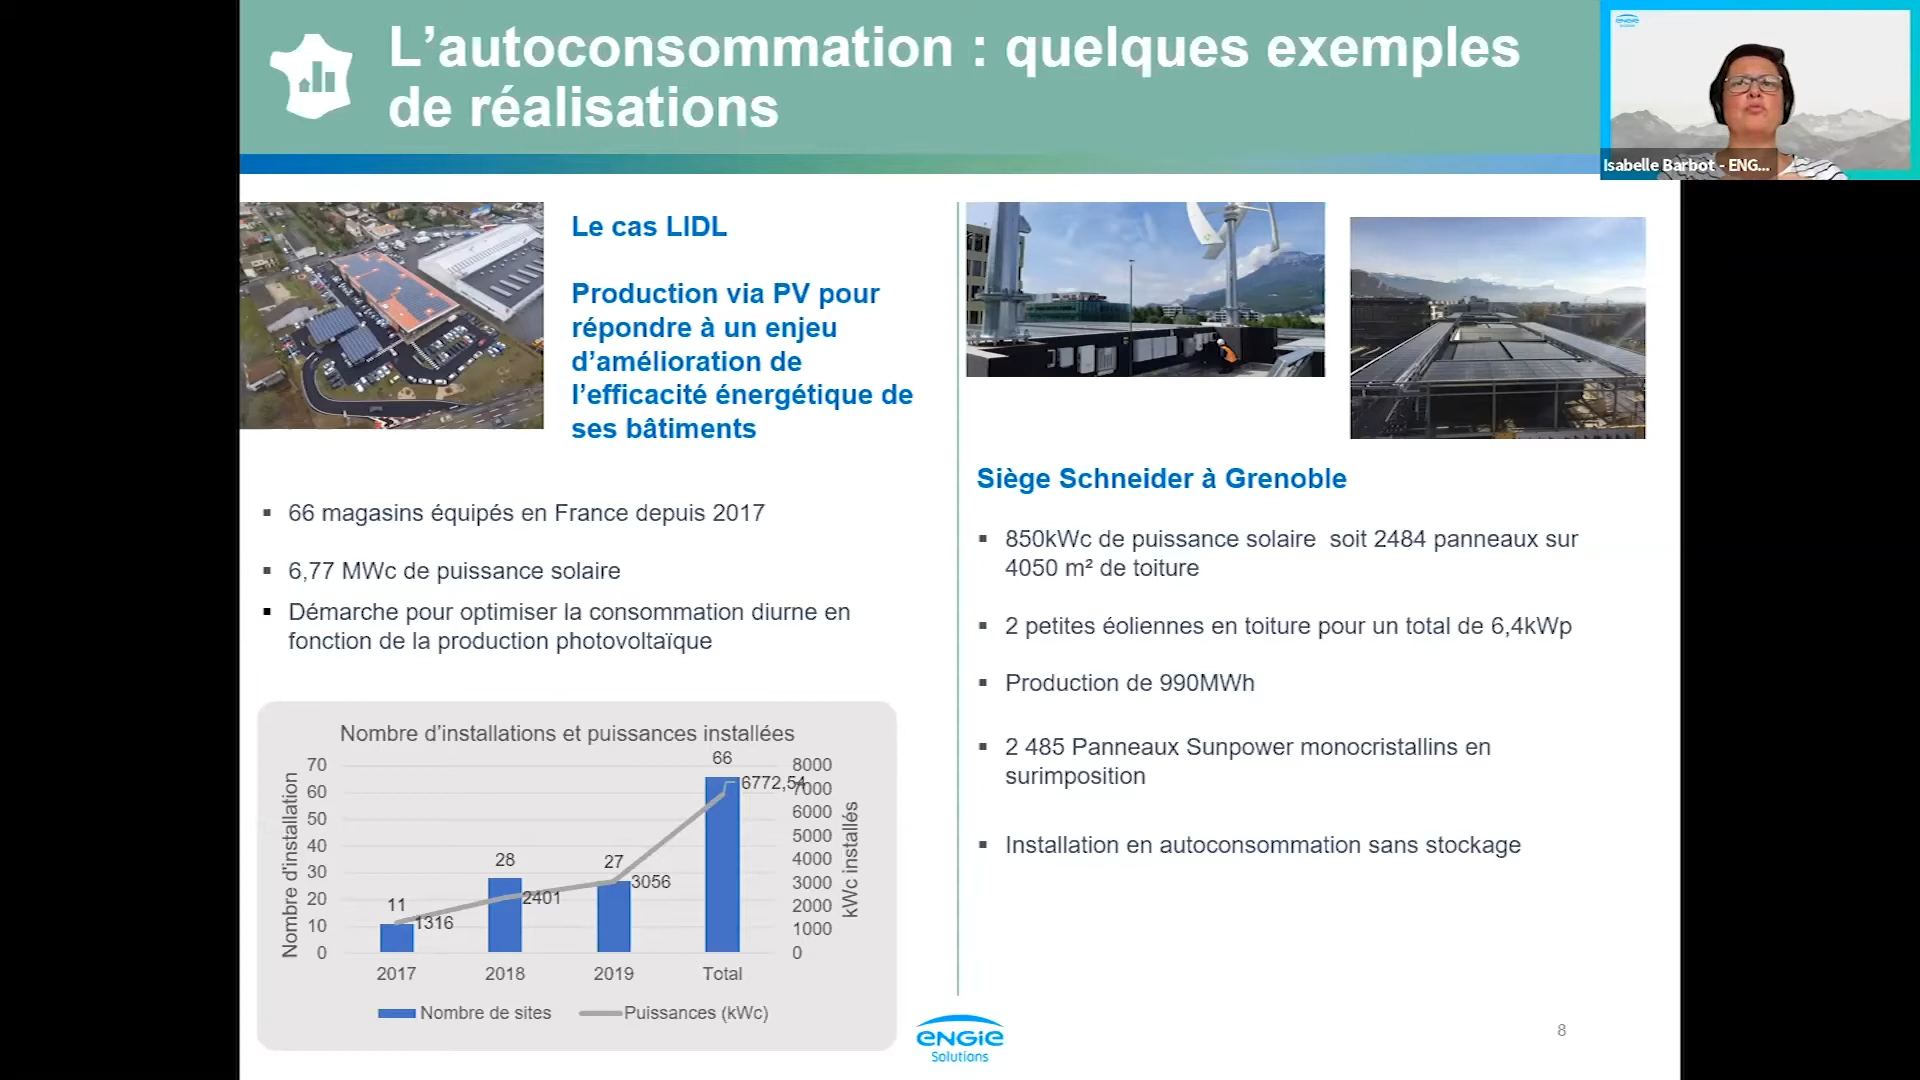 L’autoconsommation : quelques exemples
de réalisations
ENGIE
Isabelle Barbot - ENG...
Le cas LIDL
Production via PV pour
répondre à un enjeu
d’amélioration de
l’efficacité énergétique de
ses bâtiments
▪ 66 magasins équipés en France depuis 2017
▪ 6,77 MWc de puissance solaire
▪ Démarche pour optimiser la consommation diurne en
fonction de la production photovoltaïque
Nombre d’installations et puissances installées
Nombre d'installation
70
60
50
40
30
20
10
0
8000
7000
6000
5000
4000
3000
2000
1000
0
kWc installés
11
28
27
66
1316
2401
3056
6772,54
2017 2018 2019 Total
Nombre de sites Puissances (kWc)
Siège Schneider à Grenoble
▪ 850kWc de puissance solaire  soit 2484 panneaux sur
4050 m² de toiture
▪ 2 petites éoliennes en toiture pour un total de 6,4kWp
▪ Production de 990MWh
▪ 2 485 Panneaux Sunpower monocristallins en
surimposition
▪ Installation en autoconsommation sans stockage
ENGIE
Solutions
8